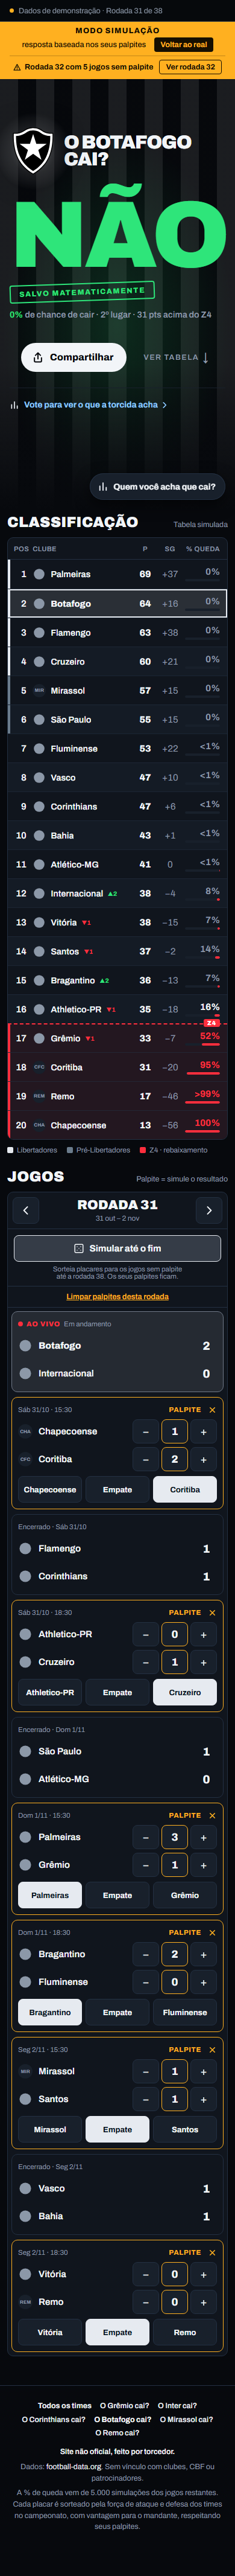 Dados de demonstração · Rodada 31 de 38
MODO SIMULAÇÃO
resposta baseada nos seus palpites Voltar ao real
Rodada 32 com 5 jogos sem palpite Ver rodada 32
O BOTAFOGO
CAI?
NÃO
SALVO MATEMATICAMENTE
0% de chance de cair · 2º lugar · 31 pts acima do Z4
Compartilhar VER TABELA ↓
Vote para ver o que a torcida acha
Quem você acha que cai?
CLASSIFICAÇÃO Tabela simulada
POS CLUBE P SG % QUEDA
1 Palmeiras 69 +37 0%
2 Botafogo 64 +16 0%
3 Flamengo 63 +38 0%
4 Cruzeiro 60 +21 0%
5 MIR Mirassol 57 +15 0%
6 São Paulo 55 +15 0%
7 Fluminense 53 +22 <1%
8 Vasco 47 +10 <1%
9 Corinthians 47 +6 <1%
10 Bahia 43 +1 <1%
11 Atlético-MG 41 0 <1%
12 Internacional ▲2 38 −4 8%
13 Vitória ▼1 38 −15 7%
14 Santos ▼1 37 −2 14%
15 Bragantino ▲2 36 −13 7%
16 Athletico-PR ▼1 35 −18 16%
Z4
17 Grêmio ▼1 33 −7 52%
18 CFC Coritiba 31 −20 95%
19 REM Remo 17 −46 >99%
20 CHA Chapecoense 13 −56 100%
Libertadores Pré-Libertadores Z4 · rebaixamento
JOGOS Palpite = simule o resultado
RODADA 31
31 out – 2 nov
Simular até o fim
Sorteia placares para os jogos sem palpite
até a rodada 38. Os seus palpites ficam.
Limpar palpites desta rodada
AO VIVO Em andamento
Botafogo 2
Internacional 0
Sáb 31/10 · 15:30 PALPITE ×
CHA Chapecoense − 1 +
CFC Coritiba − 2 +
Chapecoense Empate Coritiba
Encerrado · Sáb 31/10
Flamengo 1
Corinthians 1
Sáb 31/10 · 18:30 PALPITE ×
Athletico-PR − 0 +
Cruzeiro − 1 +
Athletico-PR Empate Cruzeiro
Encerrado · Dom 1/11
São Paulo 1
Atlético-MG 0
Dom 1/11 · 15:30 PALPITE ×
Palmeiras − 3 +
Grêmio − 1 +
Palmeiras Empate Grêmio
Dom 1/11 · 18:30 PALPITE ×
Bragantino − 2 +
Fluminense − 0 +
Bragantino Empate Fluminense
Seg 2/11 · 15:30 PALPITE ×
MIR Mirassol − 1 +
Santos − 1 +
Mirassol Empate Santos
Encerrado · Seg 2/11
Vasco 1
Bahia 1
Seg 2/11 · 18:30 PALPITE ×
Vitória − 0 +
REM Remo − 0 +
Vitória Empate Remo
Todos os times O Grêmio cai? O Inter cai?
O Corinthians cai? O Botafogo cai? O Mirassol cai?
O Remo cai?
Site não oficial, feito por torcedor.
Dados: football-data.org. Sem vínculo com clubes, CBF ou
patrocinadores.
A % de queda vem de 5.000 simulações dos jogos restantes.
Cada placar é sorteado pela força de ataque e defesa dos times
no campeonato, com vantagem para o mandante, respeitando
seus palpites.